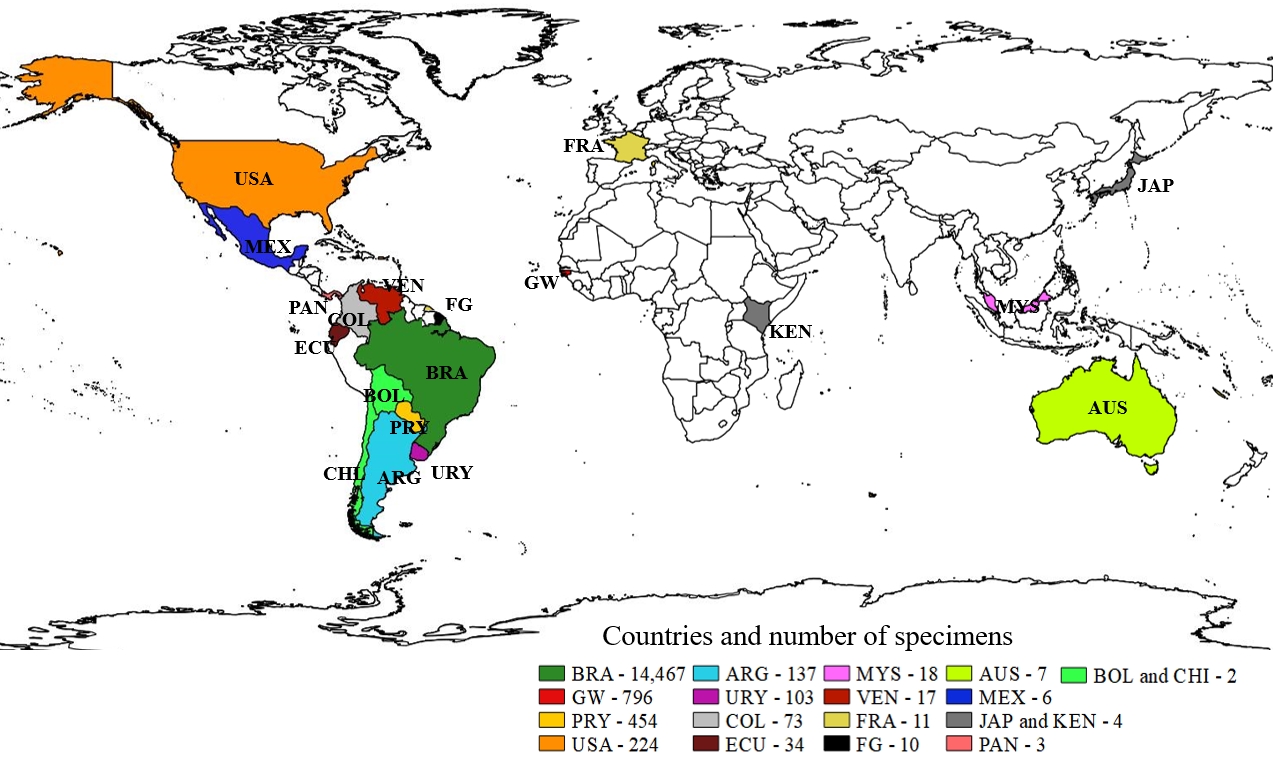 USA
FRA
JAP
MEX
GW
VEN
PAN
COL
FG
MYS
KEN
ECU
BRA
BOL
AUS
PRY
CHI
ARG
URY
Countries and number of specimens
BRA - 14,467 ARG - 137 MYS - 18 AUS - 7 BOL and CHI - 2
GW - 796 URY - 103 VEN - 17 MEX - 6
PRY - 454 COL - 73 FRA - 11 JAP and KEN - 4
USA - 224 ECU - 34 FG - 10 PAN - 3